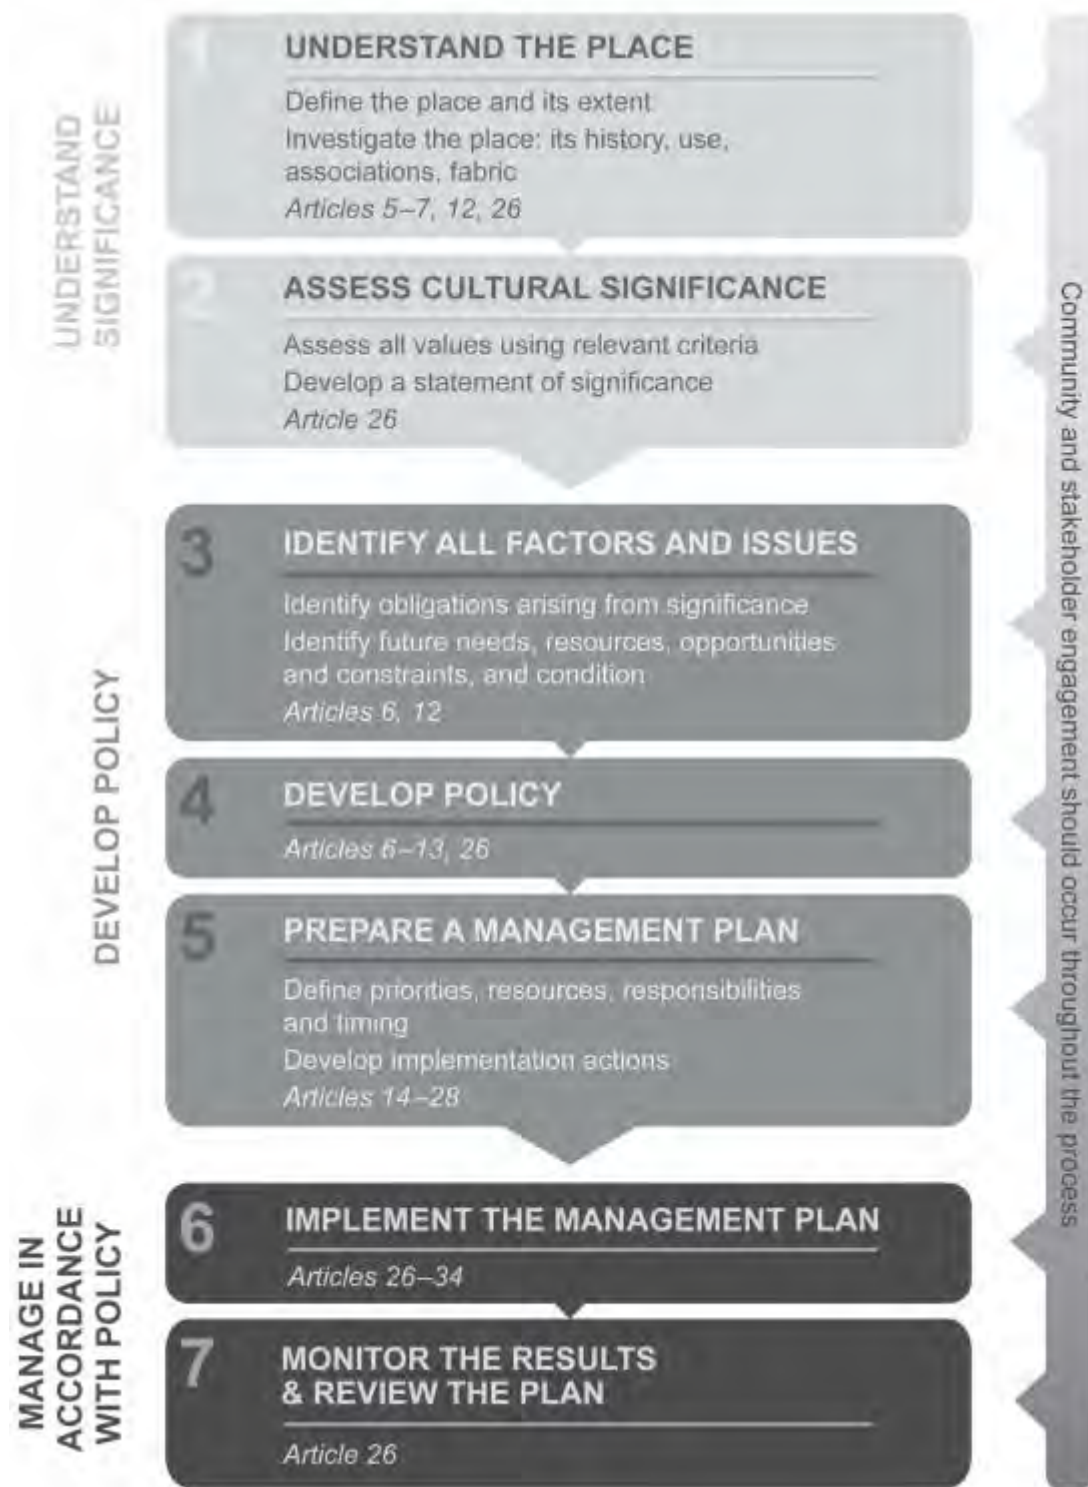 UNDERSTAND
SIGNIFICANCE
1
UNDERSTAND THE PLACE
Define the place and its extent
Investigate the place: its history, use,
associations, fabric
Articles 5–7, 12, 26
2
ASSESS CULTURAL SIGNIFICANCE
Assess all values using relevant criteria
Develop a statement of significance
Article 26
DEVELOP POLICY
3
IDENTIFY ALL FACTORS AND ISSUES
Identify obligations arising from significance
Identify future needs, resources, opportunities
and constraints, and condition
Articles 6, 12
4
DEVELOP POLICY
Articles 6–13, 26
5
PREPARE A MANAGEMENT PLAN
Define priorities, resources, responsibilities
and timing
Develop implementation actions
Articles 14–28
MANAGE IN
ACCORDANCE
WITH POLICY
6
IMPLEMENT THE MANAGEMENT PLAN
Articles 26–34
7
MONITOR THE RESULTS
& REVIEW THE PLAN
Article 26
Community and stakeholder engagement should occur throughout the process